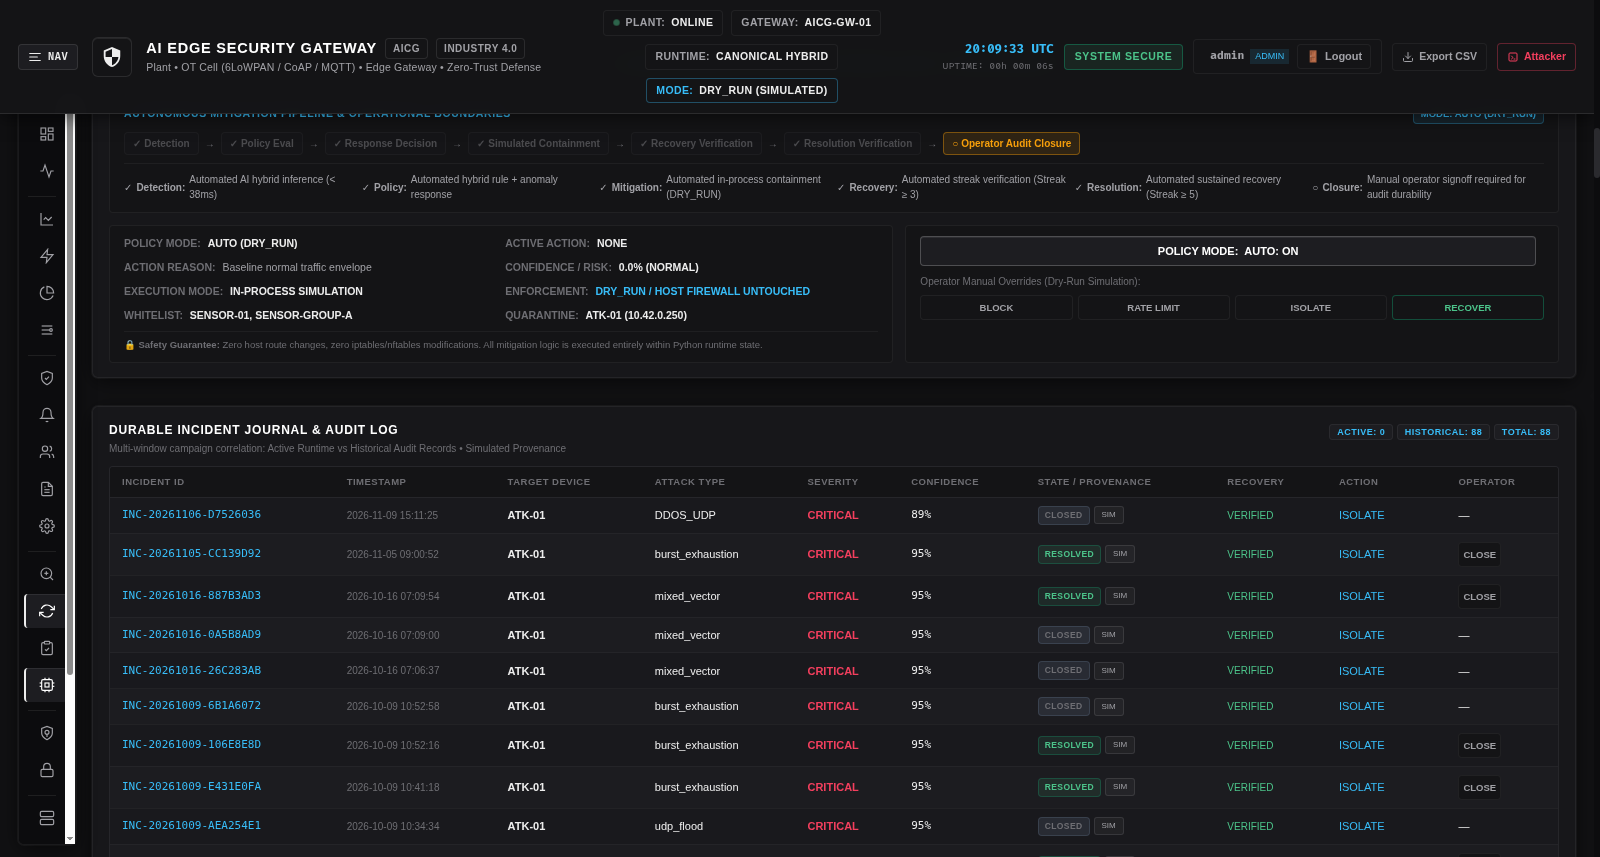 PLANT: ONLINE
GATEWAY: AICG-GW-01
NAV
AI EDGE SECURITY GATEWAY
AICG
INDUSTRY 4.0
Plant • OT Cell (6LoWPAN / CoAP / MQTT) • Edge Gateway • Zero-Trust Defense
RUNTIME: CANONICAL HYBRID
MODE: DRY_RUN (SIMULATED)
20:09:33 UTC
UPTIME: 00h 00m 06s
SYSTEM SECURE
admin
ADMIN
Logout
Export CSV
Attacker
AUTONOMOUS MITIGATION PIPELINE & OPERATIONAL BOUNDARIES
MODE: AUTO (DRY_RUN)
✓ Detection → ✓ Policy Eval → ✓ Response Decision → ✓ Simulated Containment → ✓ Recovery Verification → ✓ Resolution Verification → ○ Operator Audit Closure
✓ Detection: Automated AI hybrid inference (< 38ms)
✓ Policy: Automated hybrid rule + anomaly response
✓ Mitigation: Automated in-process containment (DRY_RUN)
✓ Recovery: Automated streak verification (Streak ≥ 3)
✓ Resolution: Automated sustained recovery (Streak ≥ 5)
○ Closure: Manual operator signoff required for audit durability
POLICY MODE: AUTO (DRY_RUN)
ACTIVE ACTION: NONE
ACTION REASON: Baseline normal traffic envelope
CONFIDENCE / RISK: 0.0% (NORMAL)
EXECUTION MODE: IN-PROCESS SIMULATION
ENFORCEMENT: DRY_RUN / HOST FIREWALL UNTOUCHED
WHITELIST: SENSOR-01, SENSOR-GROUP-A
QUARANTINE: ATK-01 (10.42.0.250)
🔒 Safety Guarantee: Zero host route changes, zero iptables/nftables modifications. All mitigation logic is executed entirely within Python runtime state.
POLICY MODE: AUTO: ON
Operator Manual Overrides (Dry-Run Simulation):
BLOCK
RATE LIMIT
ISOLATE
RECOVER
DURABLE INCIDENT JOURNAL & AUDIT LOG
Multi-window campaign correlation: Active Runtime vs Historical Audit Records • Simulated Provenance
ACTIVE: 0
HISTORICAL: 88
TOTAL: 88
INCIDENT ID TIMESTAMP TARGET DEVICE ATTACK TYPE SEVERITY CONFIDENCE STATE / PROVENANCE RECOVERY ACTION OPERATOR
INC-20261106-D7526036 2026-11-09 15:11:25 ATK-01 DDOS_UDP CRITICAL 89% CLOSED SIM VERIFIED ISOLATE —
INC-20261105-CC139D92 2026-11-05 09:00:52 ATK-01 burst_exhaustion CRITICAL 95% RESOLVED SIM VERIFIED ISOLATE CLOSE
INC-20261016-887B3AD3 2026-10-16 07:09:54 ATK-01 mixed_vector CRITICAL 95% RESOLVED SIM VERIFIED ISOLATE CLOSE
INC-20261016-0A5B8AD9 2026-10-16 07:09:00 ATK-01 mixed_vector CRITICAL 95% CLOSED SIM VERIFIED ISOLATE —
INC-20261016-26C283AB 2026-10-16 07:06:37 ATK-01 mixed_vector CRITICAL 95% CLOSED SIM VERIFIED ISOLATE —
INC-20261009-6B1A6072 2026-10-09 10:52:58 ATK-01 burst_exhaustion CRITICAL 95% CLOSED SIM VERIFIED ISOLATE —
INC-20261009-106E8E8D 2026-10-09 10:52:16 ATK-01 burst_exhaustion CRITICAL 95% RESOLVED SIM VERIFIED ISOLATE CLOSE
INC-20261009-E431E0FA 2026-10-09 10:41:18 ATK-01 burst_exhaustion CRITICAL 95% RESOLVED SIM VERIFIED ISOLATE CLOSE
INC-20261009-AEA254E1 2026-10-09 10:34:34 ATK-01 udp_flood CRITICAL 95% CLOSED SIM VERIFIED ISOLATE —